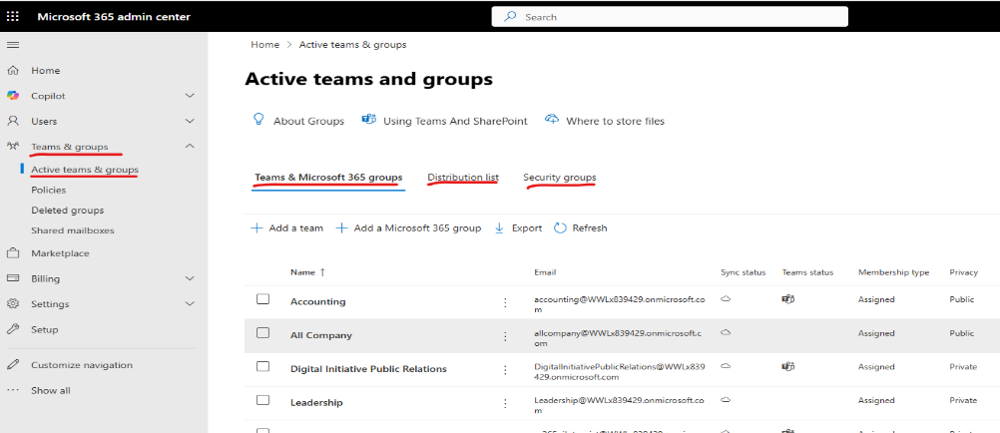 Microsoft 365 admin center
Search
Home
Copilot
Users
Teams & groups
Active teams & groups
Policies
Deleted groups
Shared mailboxes
Marketplace
Billing
Settings
Setup
Customize navigation
Show all
Home > Active teams & groups
Active teams and groups
About Groups Using Teams And SharePoint Where to store files
Teams & Microsoft 365 groups Distribution list Security groups
Add a team Add a Microsoft 365 group Export Refresh
Name ↑ Email Sync status Teams status Membership type Privacy
Accounting accounting@WWLx839429.onmicrosoft.co Assigned Public
m
All Company allcompany@WWLx839429.onmicrosoft.c Assigned Public
om
Digital Initiative Public Relations DigitalInitiativePublicRelations@WWLx839 Assigned Private
429.onmicrosoft.com
Leadership Leadership@WWLx839429.onmicrosoft.co Assigned Private
m